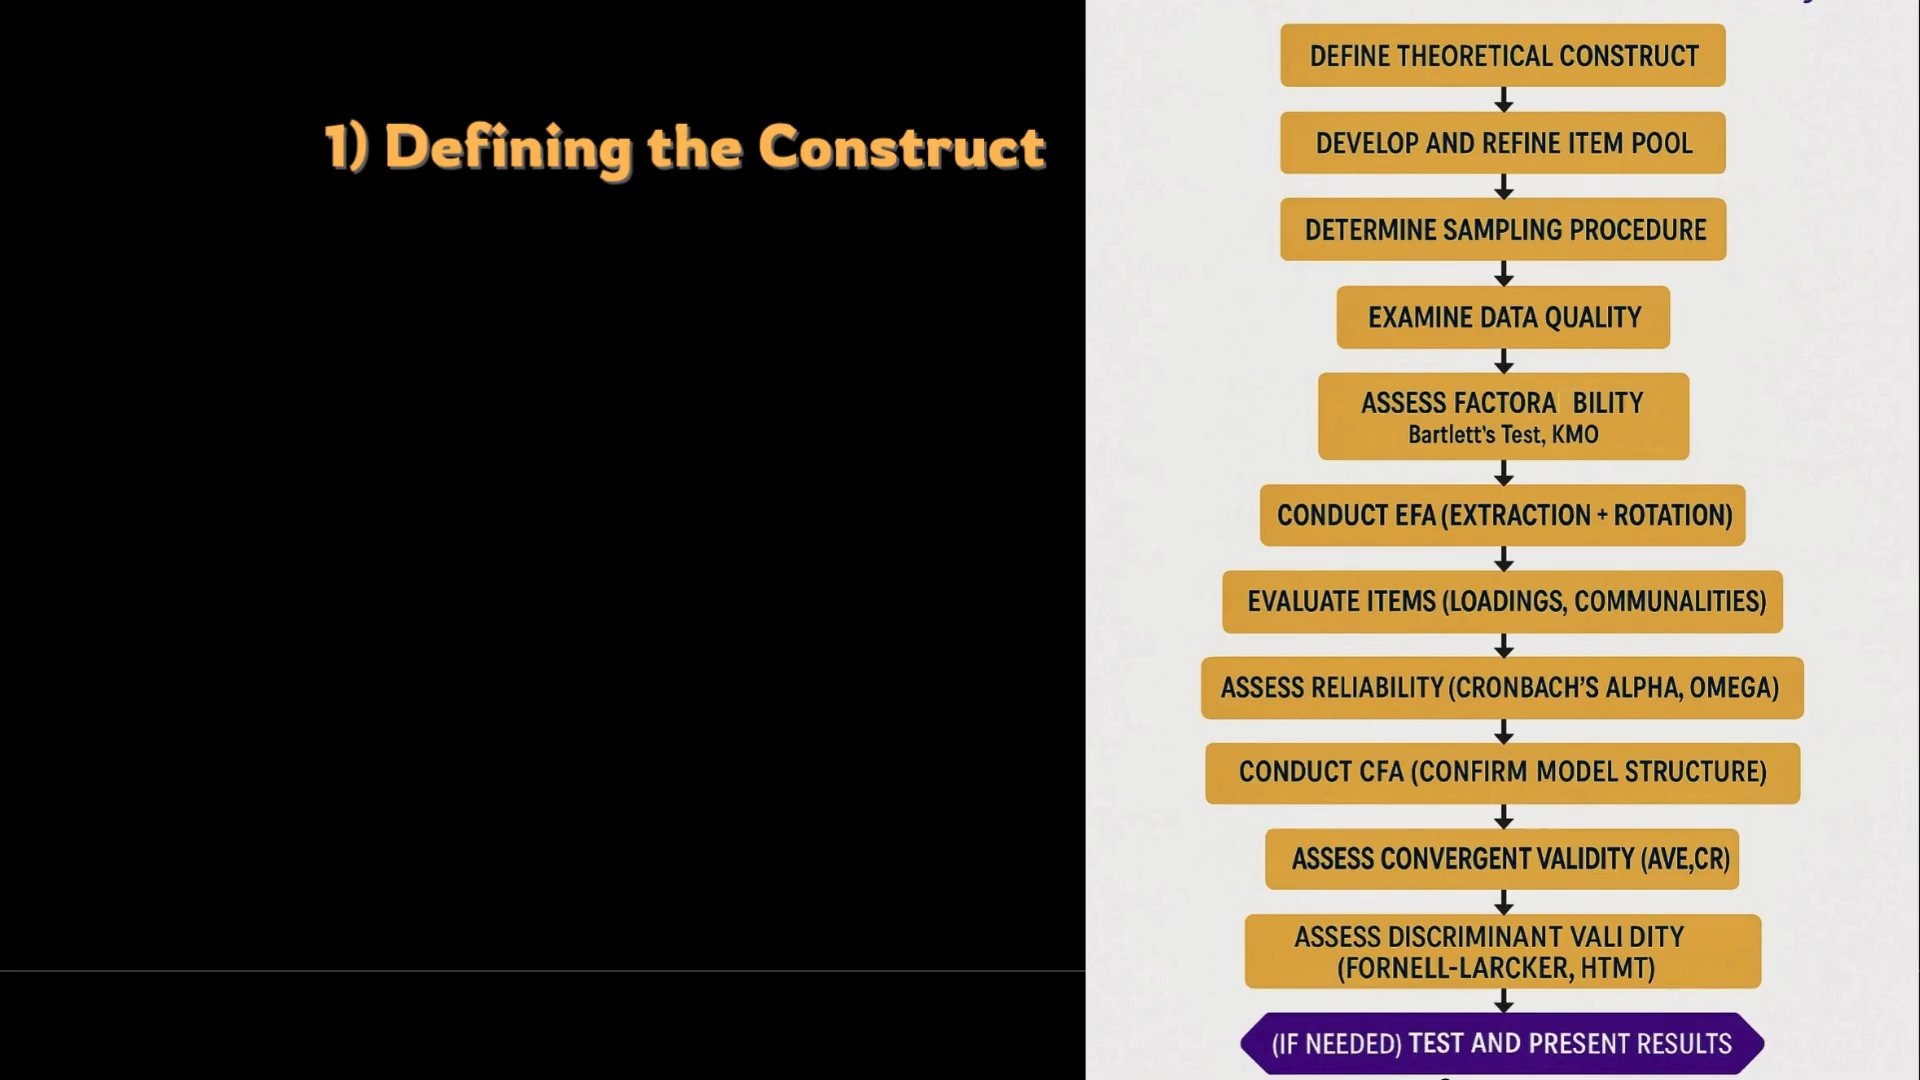 1) Defining the Construct
DEFINE THEORETICAL CONSTRUCT
DEVELOP AND REFINE ITEM POOL
DETERMINE SAMPLING PROCEDURE
EXAMINE DATA QUALITY
ASSESS FACTORA BILITY
Bartlett's Test, KMO
CONDUCT EFA (EXTRACTION + ROTATION)
EVALUATE ITEMS (LOADINGS, COMMUNALITIES)
ASSESS RELIABILITY (CRONBACH'S ALPHA, OMEGA)
CONDUCT CFA (CONFIRM MODEL STRUCTURE)
ASSESS CONVERGENT VALIDITY (AVE,CR)
ASSESS DISCRIMINANT VALI DITY
(FORNELL-LARCKER, HTMT)
(IF NEEDED) TEST AND PRESENT RESULTS